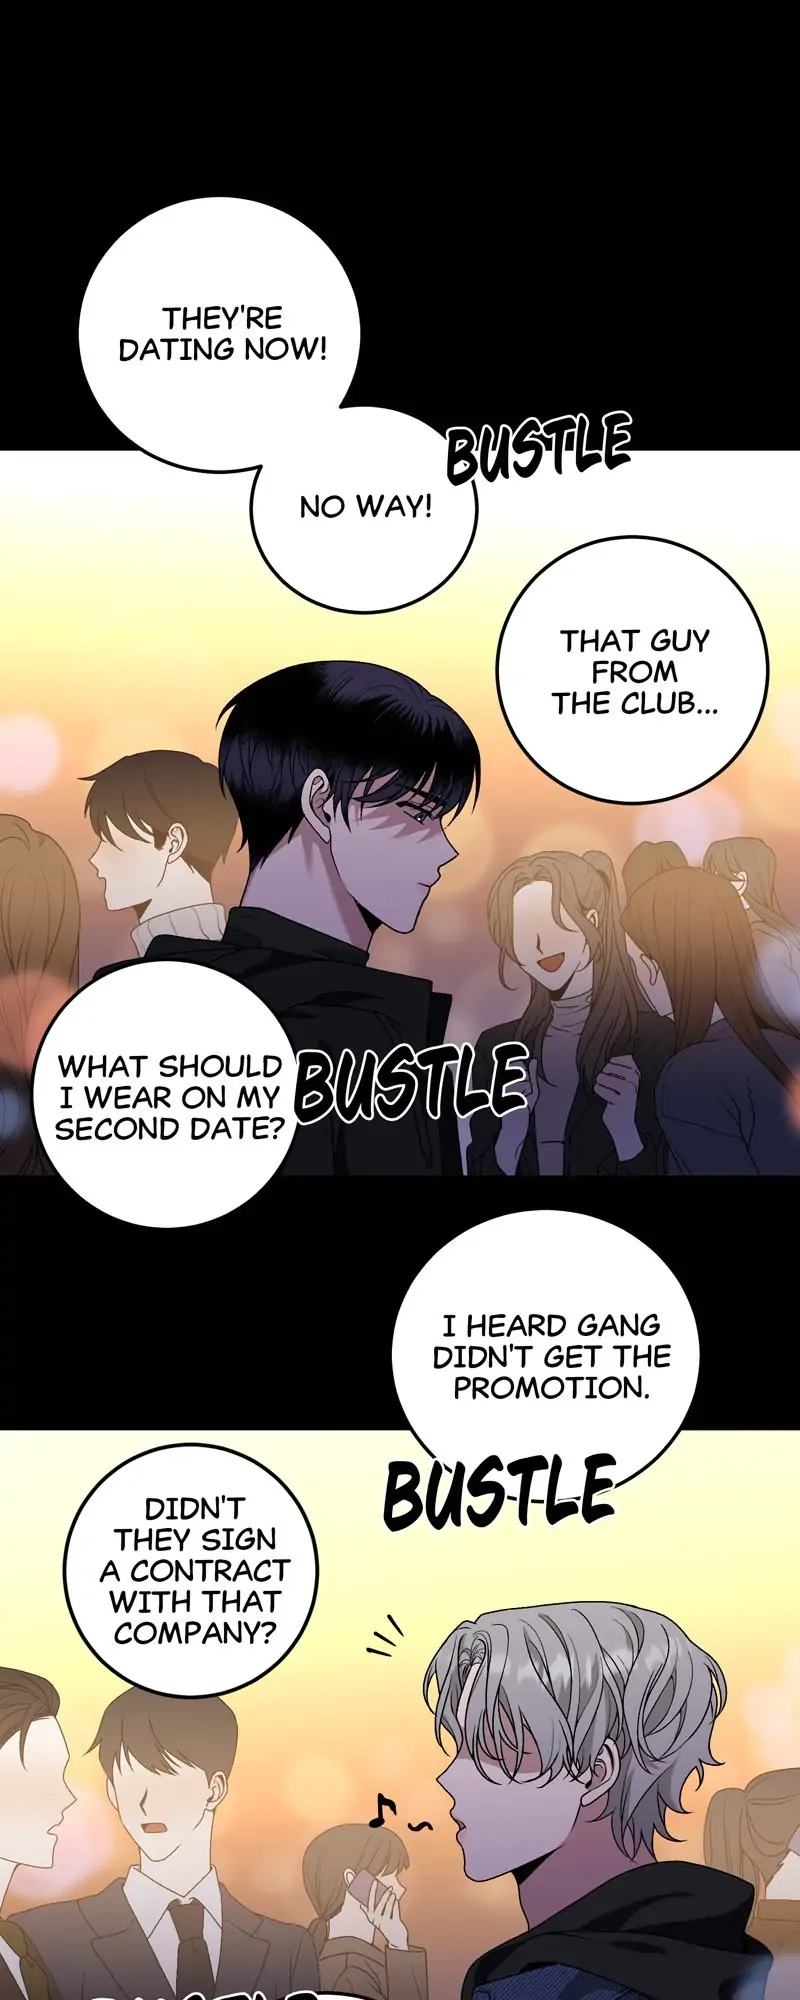 THEY'RE
DATING NOW!
BUSTLE
NO WAY!
THAT GUY
FROM
THE CLUB...
WHAT SHOULD
I WEAR ON MY
SECOND DATE?
BUSTLE
I HEARD GANG
DIDN'T GET THE
PROMOTION.
BUSTLE
DIDN'T
THEY SIGN
A CONTRACT
WITH THAT
COMPANY?
BUSTLE